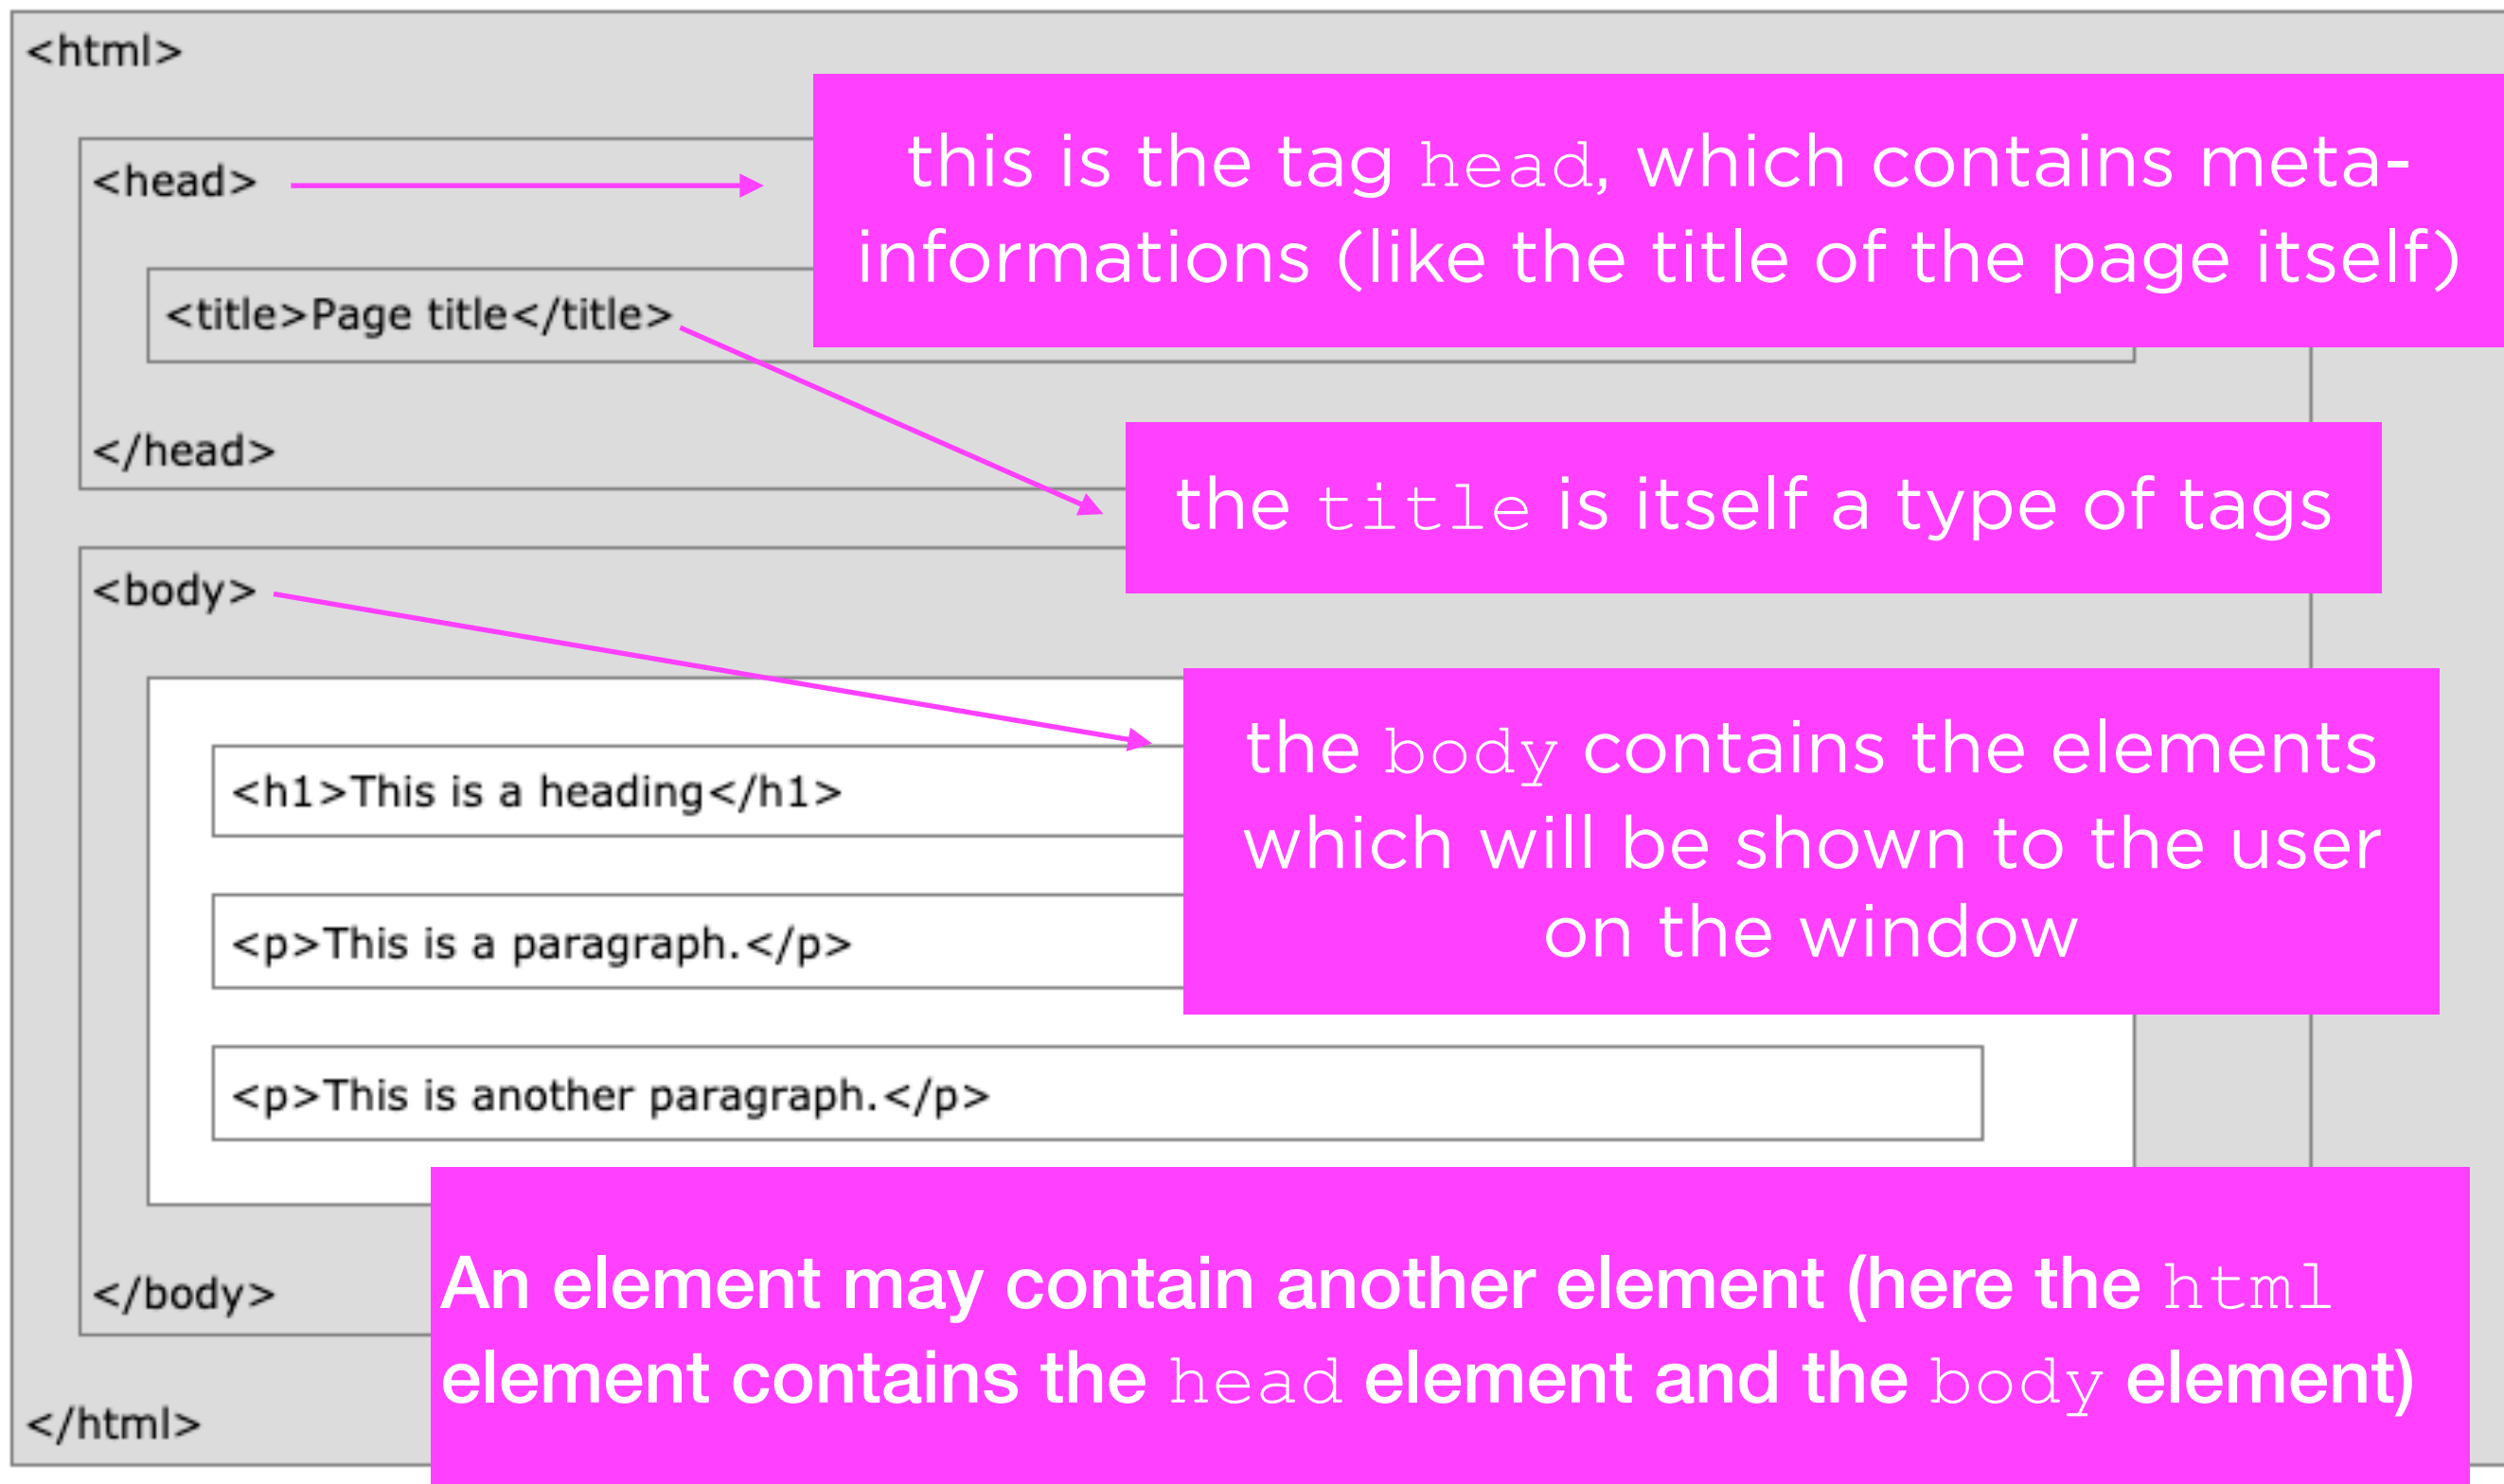 <html>
<head>
this is the tag head, which contains meta-
informations (like the title of the page itself)
<title>Page title</title>
</head>
the title is itself a type of tags
<body>
the body contains the elements
which will be shown to the user
on the window
<h1>This is a heading</h1>
<p>This is a paragraph.</p>
<p>This is another paragraph.</p>
An element may contain another element (here the html
element contains the head element and the body element)
</body>
</html>